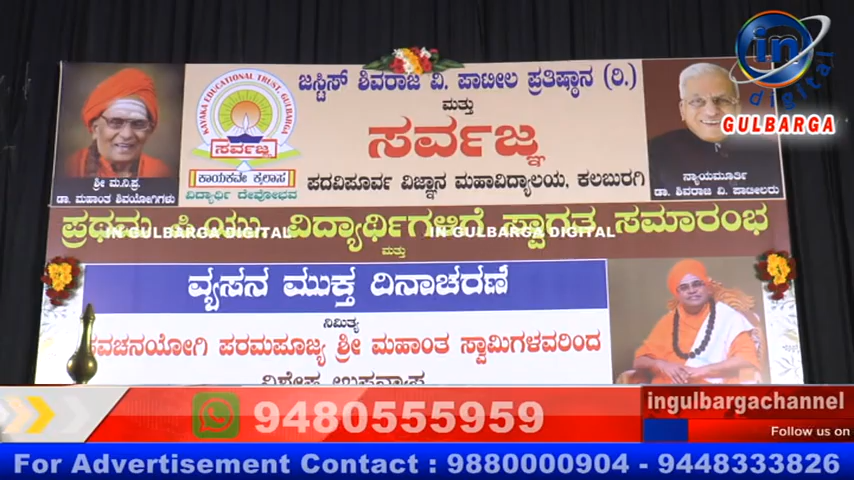 in
digital
GULBARGA
ಜಸ್ಟಿಸ್ ಶಿವರಾಜ ವಿ. ಪಾಟೀಲ ಪ್ರತಿಷ್ಠಾನ (ರಿ.)
ಮತ್ತು
ಸರ್ವಜ್ಞ
ಪದವಿಪೂರ್ವ ವಿಜ್ಞಾನ ಮಹಾವಿದ್ಯಾಲಯ, ಕಲಬುರಗಿ
KAYAKA EDUCATIONAL TRUST, GULBARGA
ಸರ್ವಜ್ಞ
ಕಾಯಕವೇ ಕೈಲಾಸ
ವಿದ್ಯಾರ್ಥಿ ದೇವೋಭವ
ಶ್ರೀ ಮ.ನಿ.ಪ್ರ.
ಡಾ. ಮಹಾಂತ ಶಿವಯೋಗಿಗಳು
ನ್ಯಾಯಮೂರ್ತಿ
ಡಾ. ಶಿವರಾಜ ವಿ. ಪಾಟೀಲರು
ಪ್ರಥಮ ಪಿಯು ವಿದ್ಯಾರ್ಥಿಗಳಿಗೆ ಸ್ವಾಗತ ಸಮಾರಂಭ
IN GULBARGA DIGITAL IN GULBARGA DIGITAL
ಮತ್ತು
ವ್ಯಸನ ಮುಕ್ತ ದಿನಾಚರಣೆ
ನಿಮಿತ್ಯ
ಪರಮಪೂಜ್ಯ ಶ್ರೀ ಮಹಾಂತ ಸ್ವಾಮಿಗಳವರಿಂದ
9480555959
ingulbargachannel
Follow us on
For Advertisement Contact : 9880000904 - 9448333826